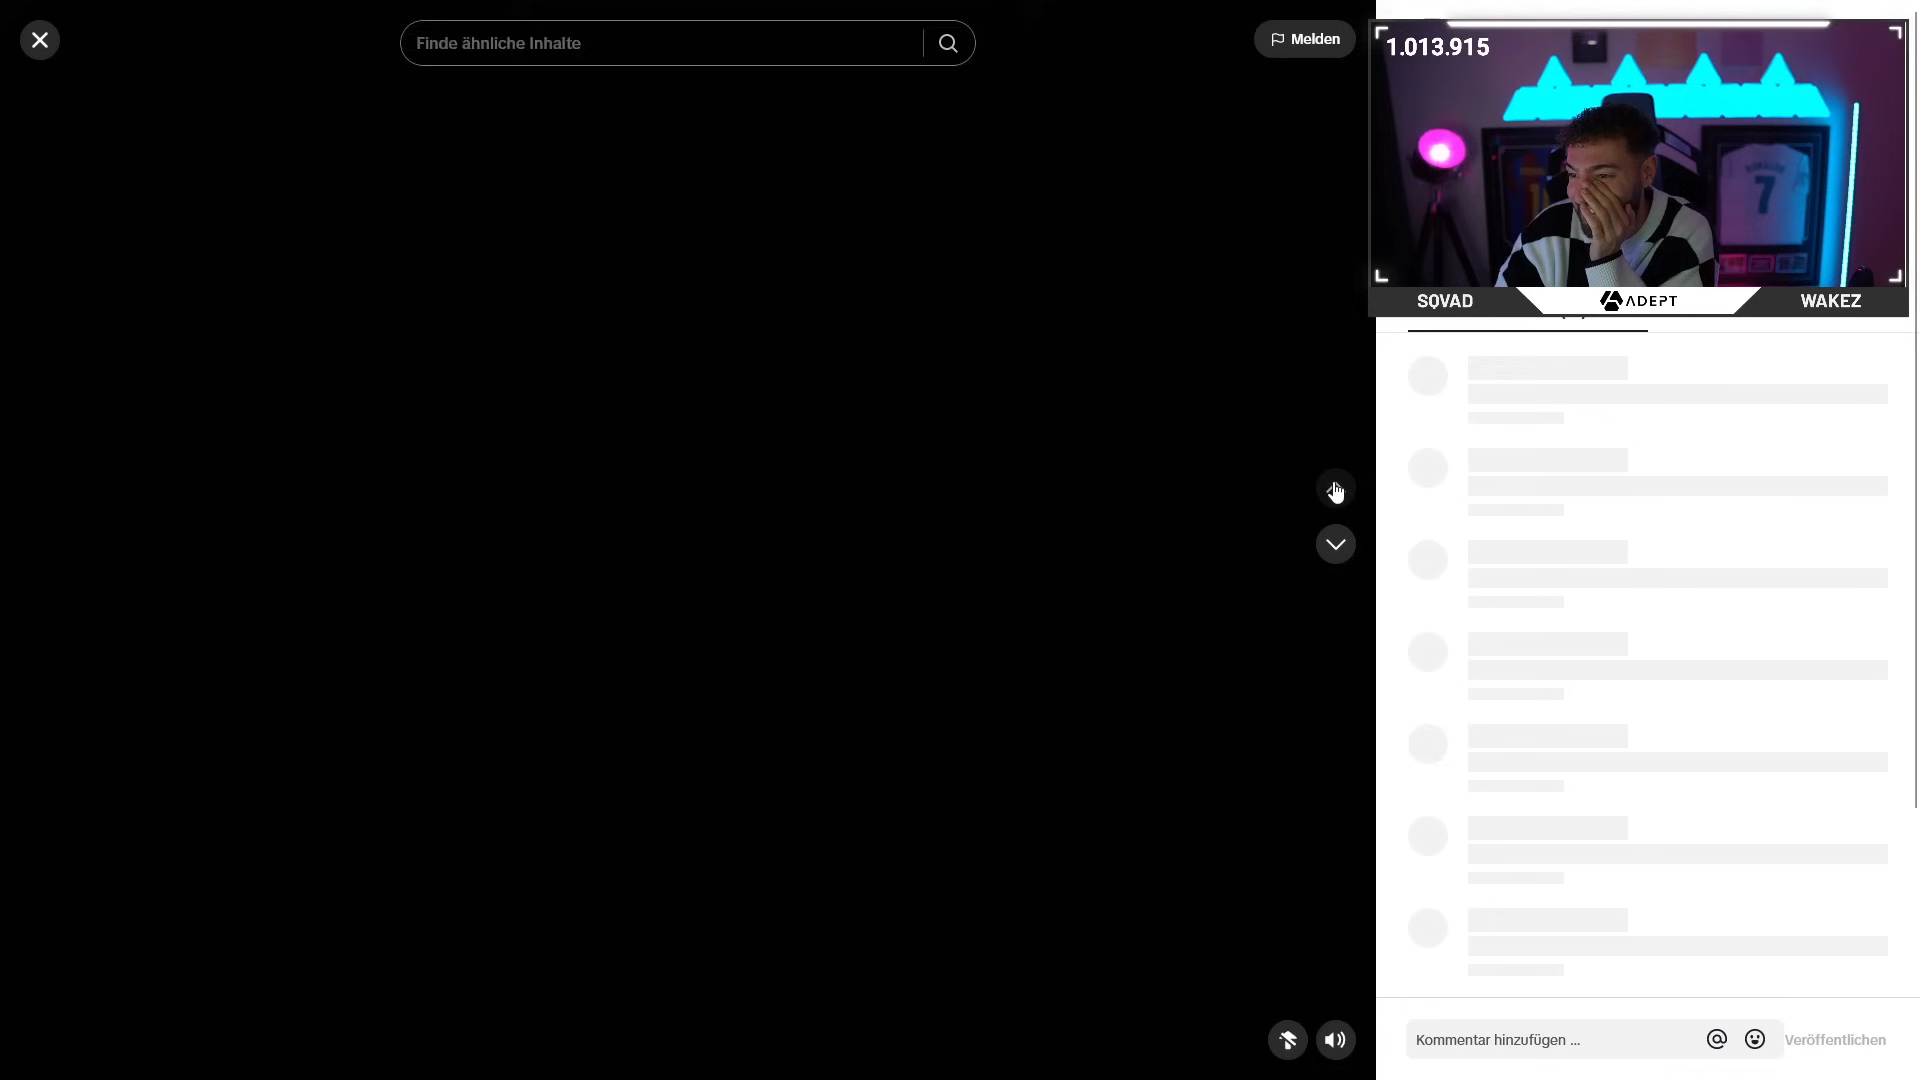 Finde ähnliche Inhalte
Melden
1.013.915
7
SQVAD
ADEPT
WAKEZ
Kommentar hinzufügen ...
Veröffentlichen